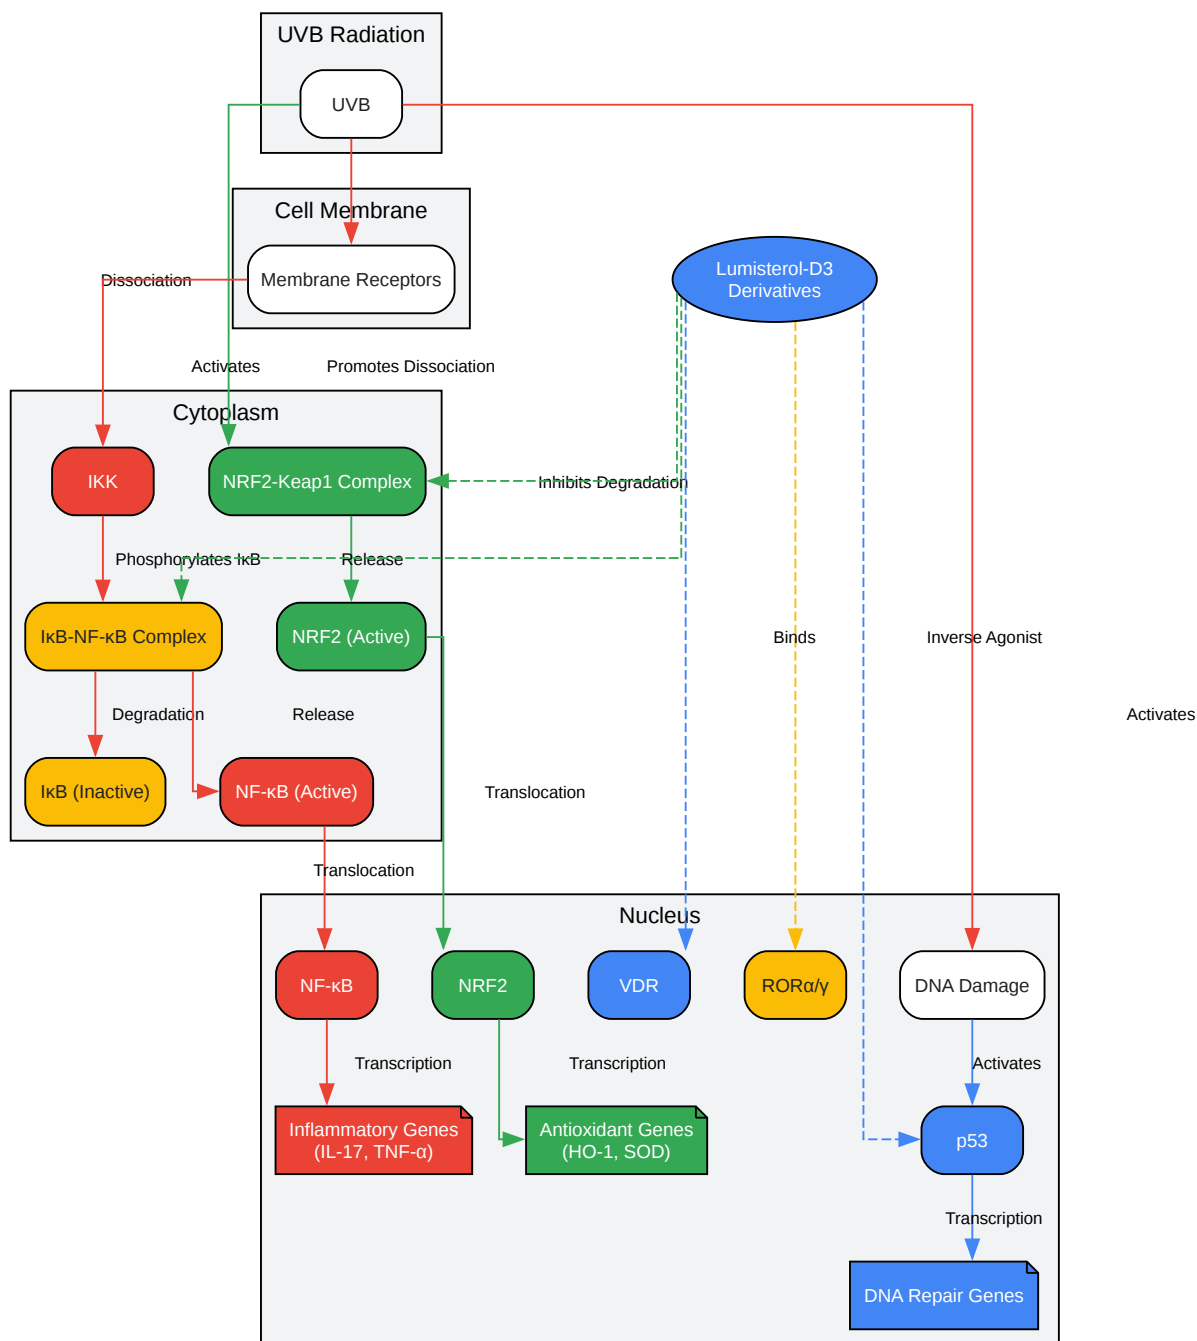 UVB Radiation
UVB
Cell Membrane
Membrane Receptors
Dissociation
Lumisterol-D3
Derivatives
Activates
Promotes Dissociation
Cytoplasm
IKK
NRF2-Keap1 Complex
Inhibits Degradation
Phosphorylates IκB
Release
IκB-NF-κB Complex
NRF2 (Active)
Binds
Inverse Agonist
Degradation
Release
Activates
IκB (Inactive)
NF-κB (Active)
Translocation
Translocation
Nucleus
NF-κB
NRF2
VDR
RORα/γ
DNA Damage
Transcription
Transcription
Activates
Inflammatory Genes
(IL-17, TNF-α)
Antioxidant Genes
(HO-1, SOD)
p53
Transcription
DNA Repair Genes